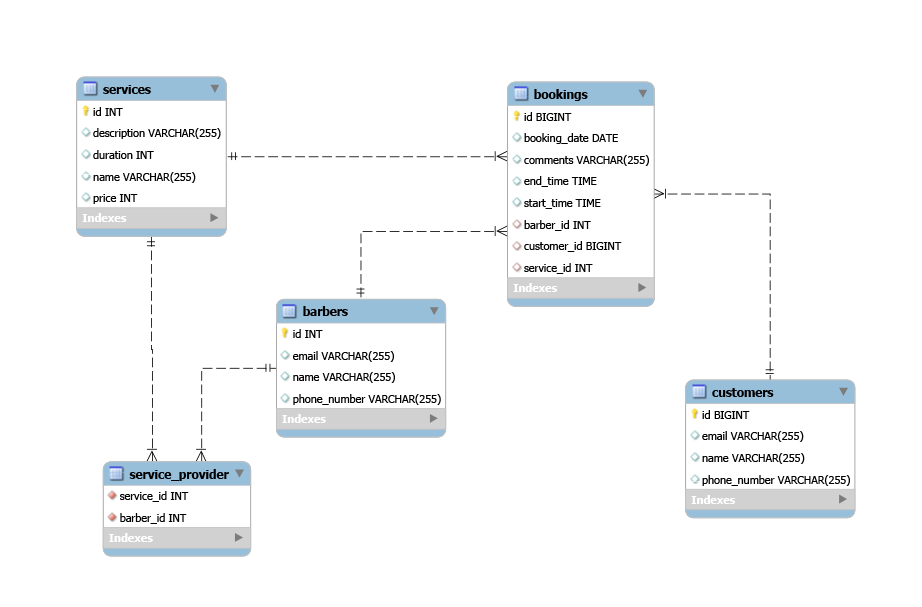 services
id INT
description VARCHAR(255)
duration INT
name VARCHAR(255)
price INT
Indexes
bookings
id BIGINT
booking_date DATE
comments VARCHAR(255)
end_time TIME
start_time TIME
barber_id INT
customer_id BIGINT
service_id INT
Indexes
barbers
id INT
email VARCHAR(255)
name VARCHAR(255)
phone_number VARCHAR(255)
Indexes
customers
id BIGINT
email VARCHAR(255)
name VARCHAR(255)
phone_number VARCHAR(255)
Indexes
service_provider
service_id INT
barber_id INT
Indexes